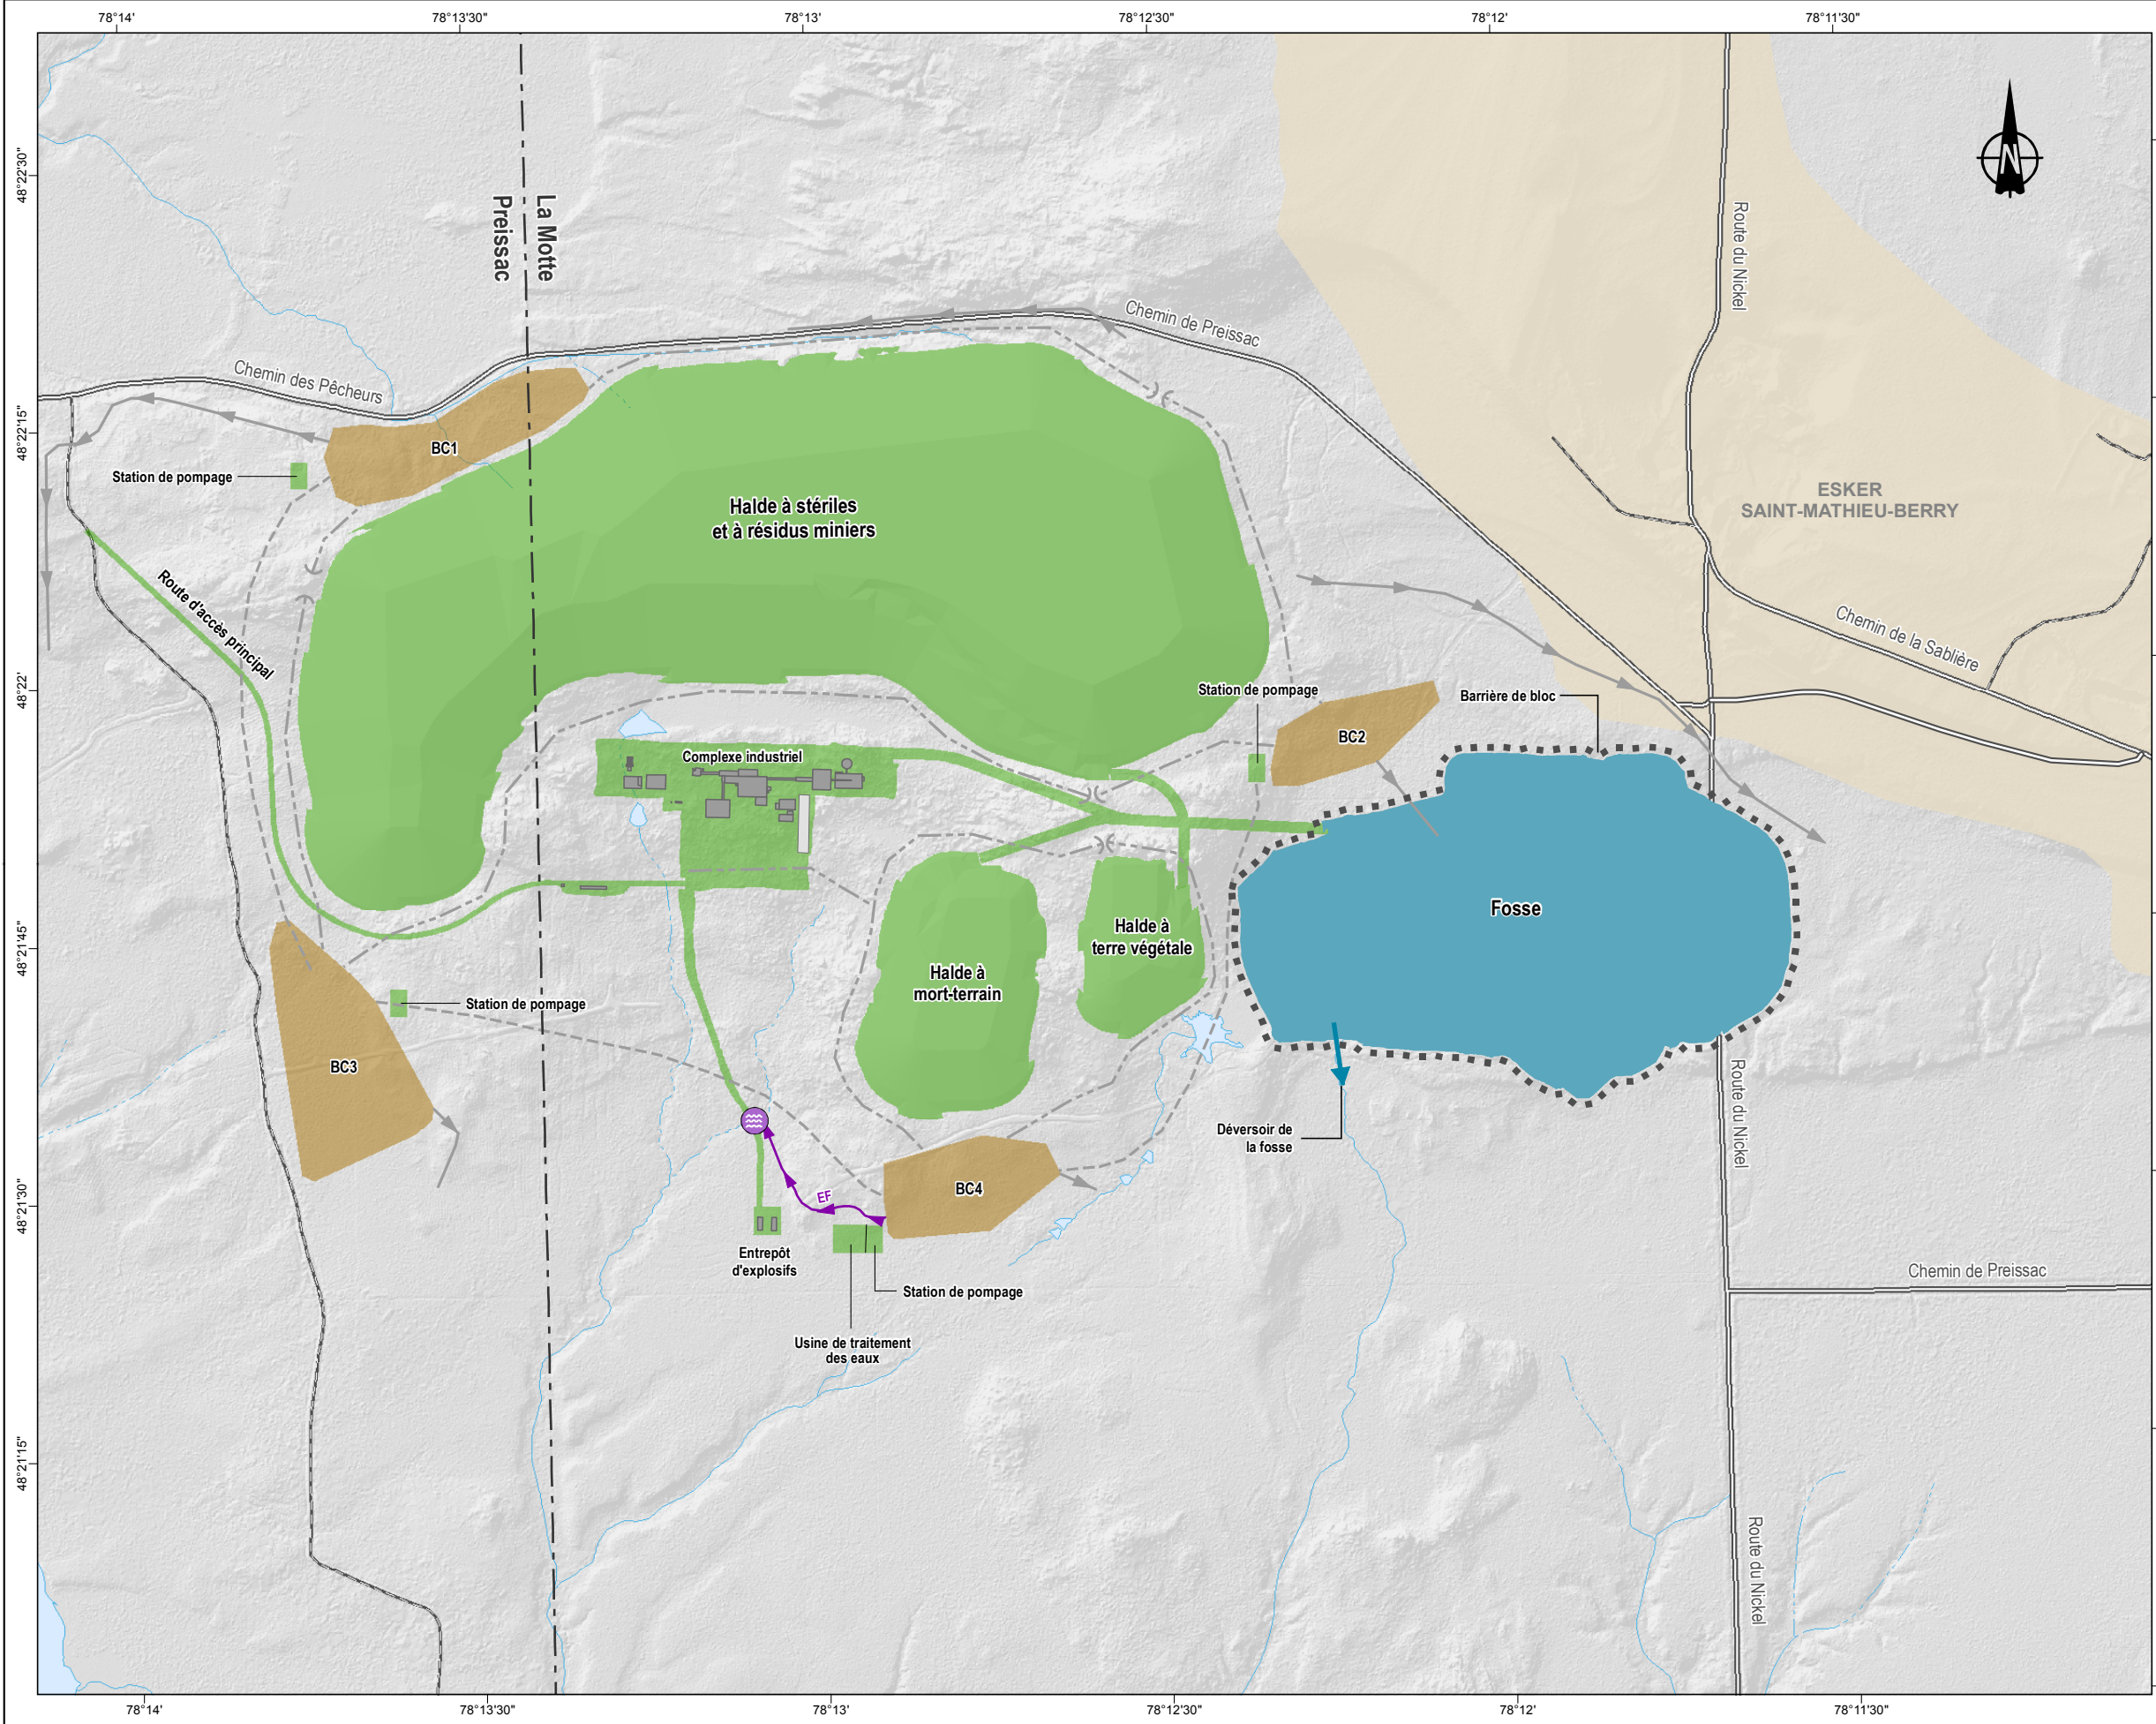 78°14'
78°13'30"
78°13'
78°12'30"
78°12'
78°11'30"
48°22'30"
48°22'15"
48°22'
48°21'45"
48°21'30"
48°21'15"
N
Preissac
La Motte
Route du Nickel
Chemin de Preissac
Chemin des Pêcheurs
BC1
Station de pompage
Halde à stériles
et à résidus miniers
ESKER
SAINT-MATHIEU-BERRY
Route d'accès principal
Chemin de la Sablière
Station de pompage
Barrière de bloc
BC2
Complexe industriel
Fosse
Halde à
terre végétale
Halde à
mort-terrain
Station de pompage
BC3
Route du Nickel
Déversoir de
la fosse
BC4
EF
Entrepôt
d'explosifs
Station de pompage
Chemin de Preissac
Usine de traitement
des eaux
Route du Nickel
78°14'
78°13'30"
78°13'
78°12'30"
78°12'
78°11'30"